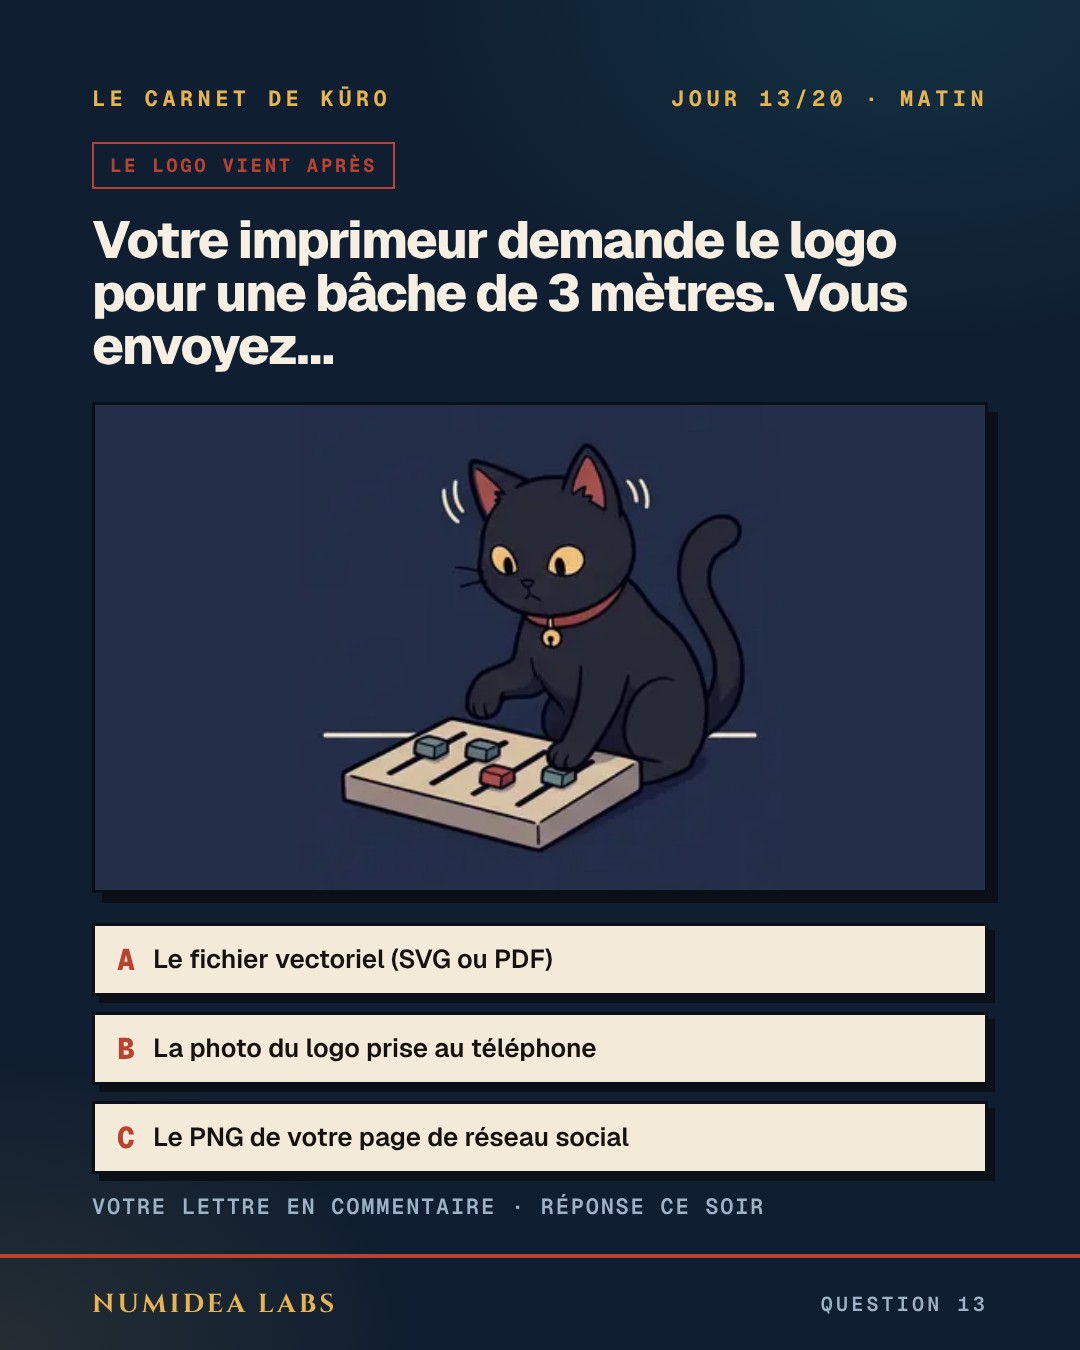 LE CARNET DE KŪRO
JOUR 13/20 · MATIN
LE LOGO VIENT APRÈS
Votre imprimeur demande le logo
pour une bâche de 3 mètres. Vous
envoyez...
A Le fichier vectoriel (SVG ou PDF)
B La photo du logo prise au téléphone
C Le PNG de votre page de réseau social
VOTRE LETTRE EN COMMENTAIRE · RÉPONSE CE SOIR
NUMIDEA LABS
QUESTION 13